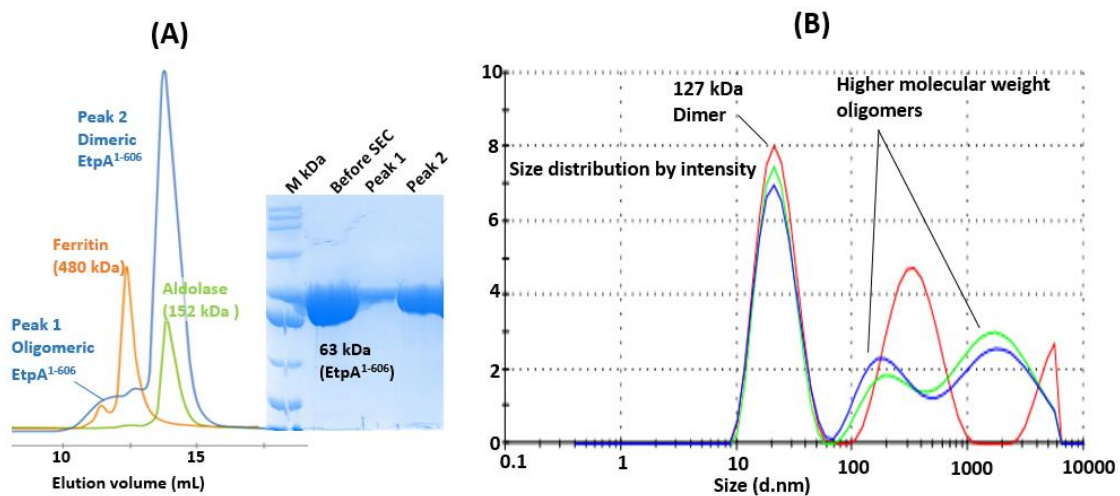 (A)
Peak 2
Dimeric
EtpA¹⁻⁶⁰⁶
Ferritin
(480 kDa)
Aldolase
(152 kDa )
Peak 1
Oligomeric
EtpA¹⁻⁶⁰⁶
10
15
Elution volume (mL)
M kDa
Before SEC
Peak 1
Peak 2
63 kDa
(EtpA¹⁻⁶⁰⁶)
(B)
10
8
6
4
2
0
127 kDa
Dimer
Higher molecular weight
oligomers
Size distribution by intensity
0.1
1
10
100
1000
10000
Size (d.nm)